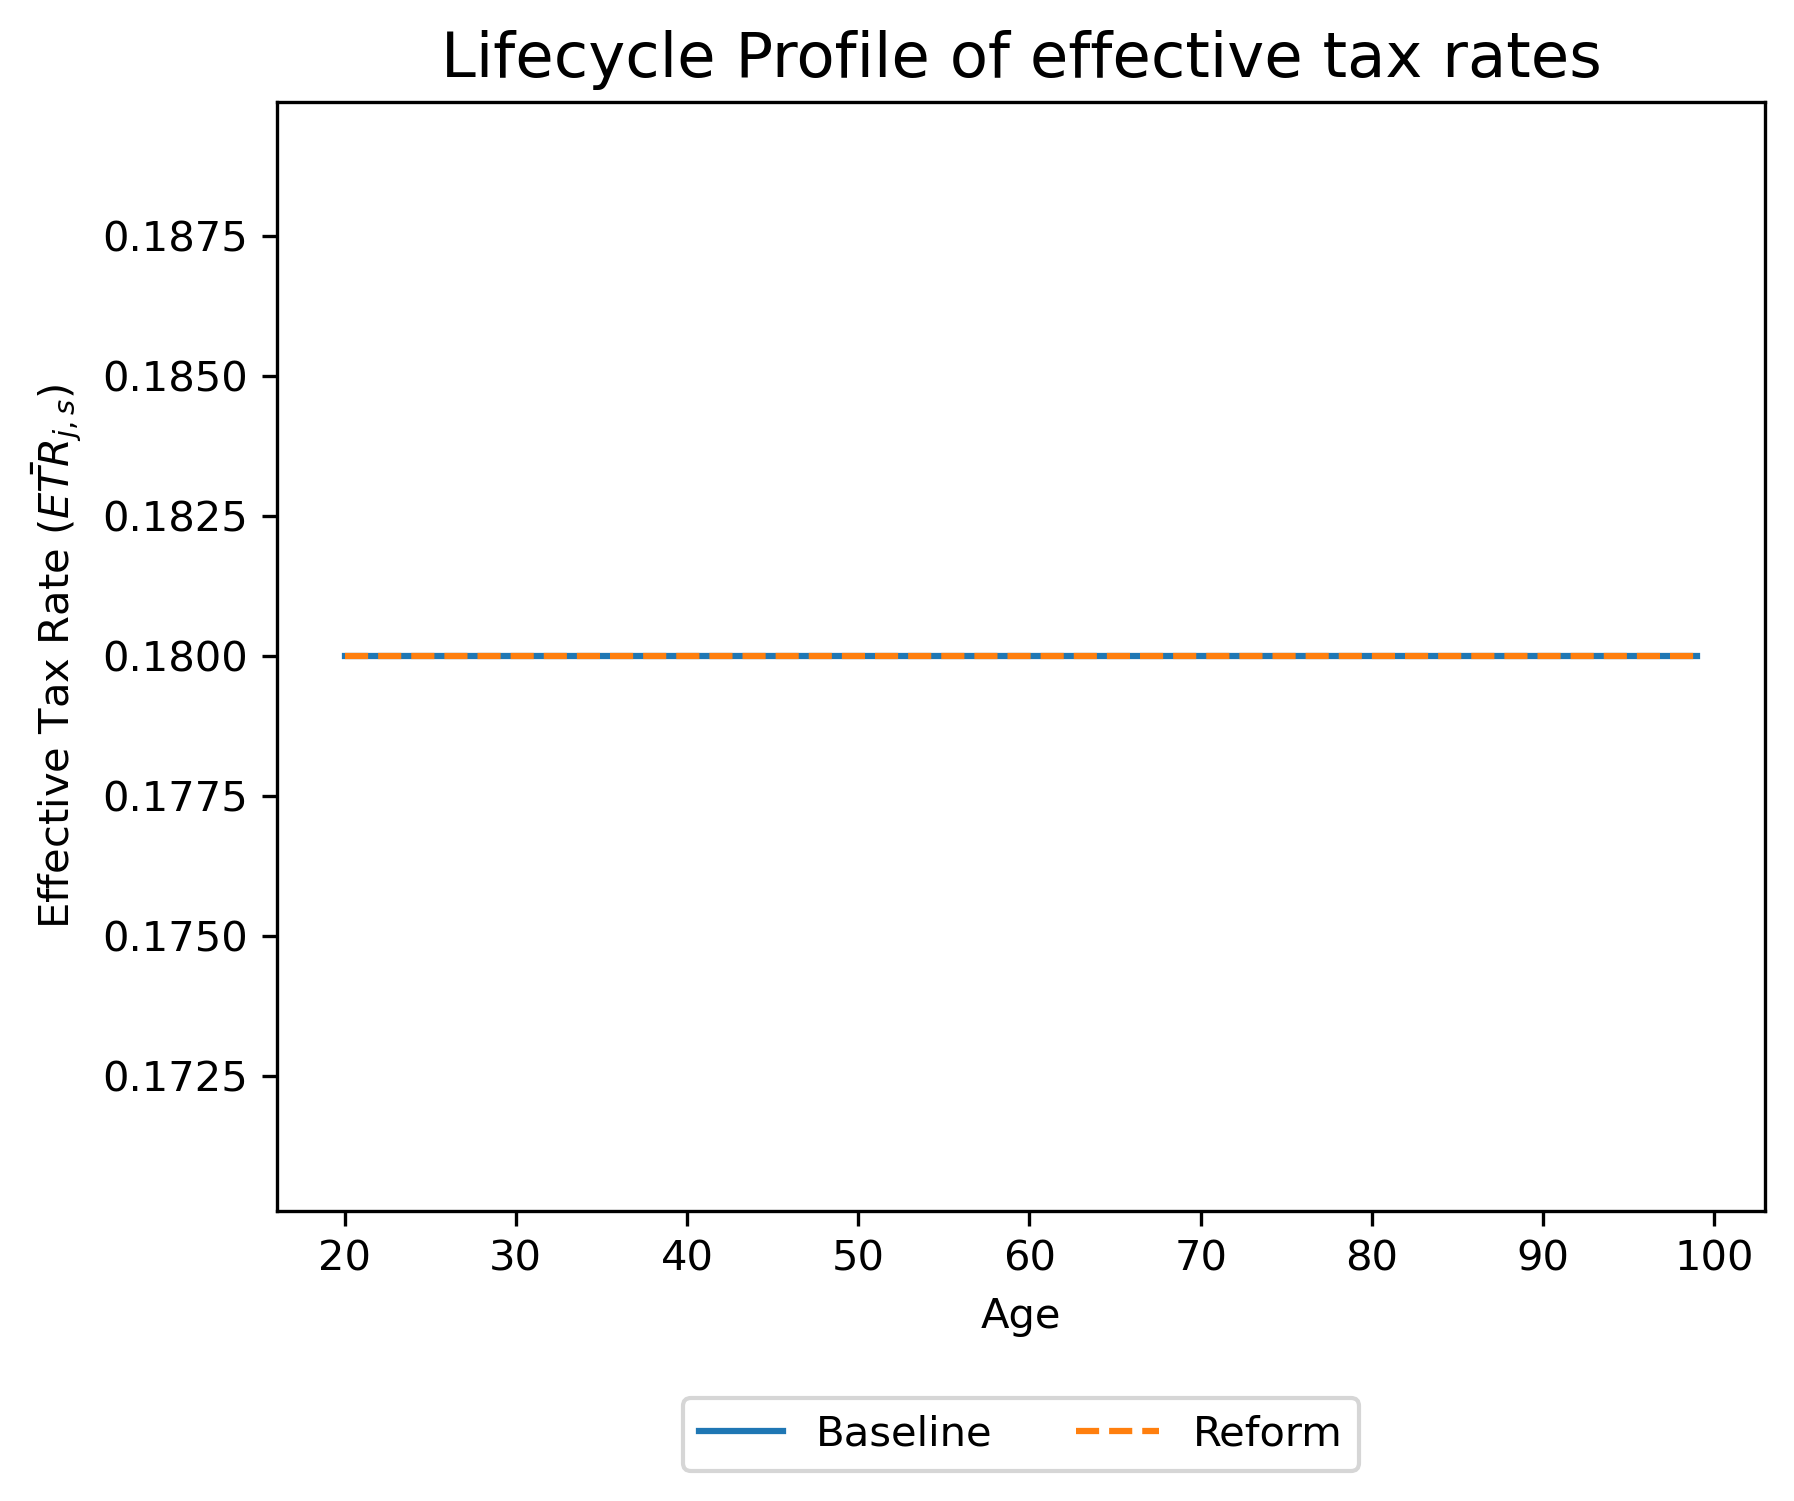 Lifecycle Profile of effective tax rates
Effective Tax Rate ($\bar{ETR}_{j,s}$)
0.1875
0.1850
0.1825
0.1800
0.1775
0.1750
0.1725
20 30 40 50 60 70 80 90 100
Age
Baseline Reform